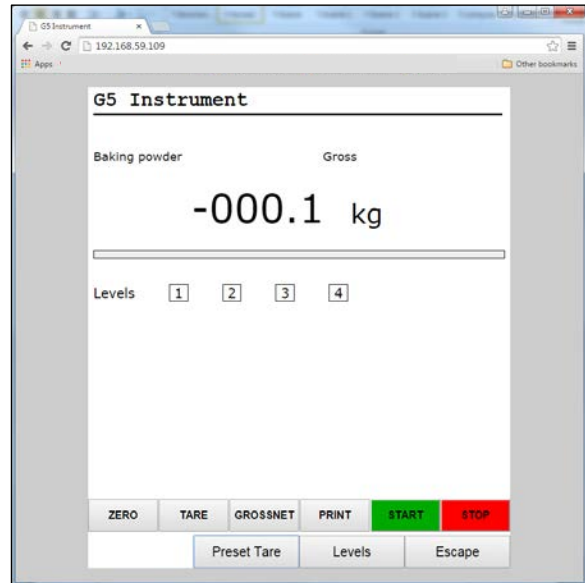 G5 Instrument
192.168.59.109
Apps
Other bookmarks
G5 Instrument
Baking powder Gross
-000.1 kg
Levels 1 2 3 4
ZERO TARE GROSSNET PRINT START STOP
Preset Tare Levels Escape